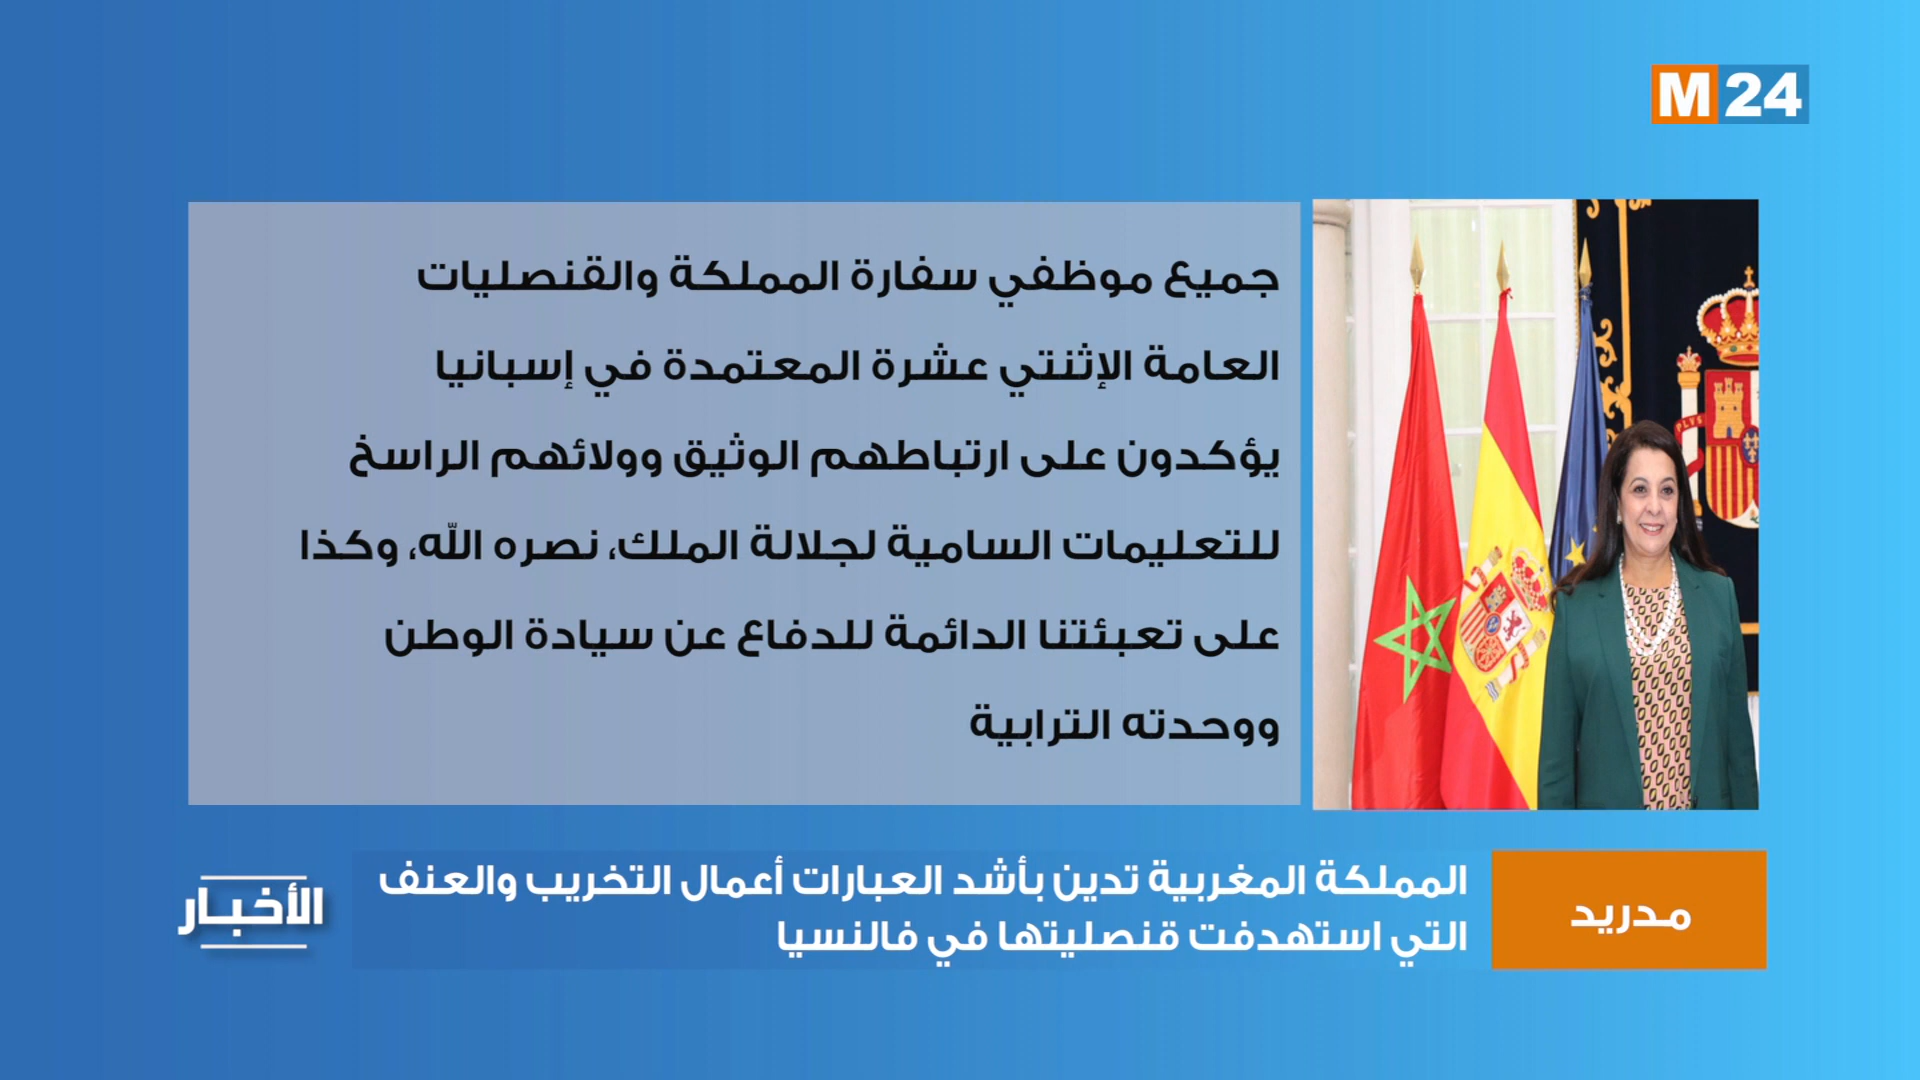 M24
جميع موظفي سفارة المملكة والقنصليات
العامة الإثنتي عشرة المعتمدة في إسبانيا
يؤكدون على ارتباطهم الوثيق وولائهم الراسخ
للتعليمات السامية لجلالة الملك، نصره الله، وكذا
على تعبئتنا الدائمة للدفاع عن سيادة الوطن
ووحدته الترابية
مدريد
المملكة المغربية تدين بأشد العبارات أعمال التخريب والعنف
التي استهدفت قنصليتها في فالنسيا
الأخبار